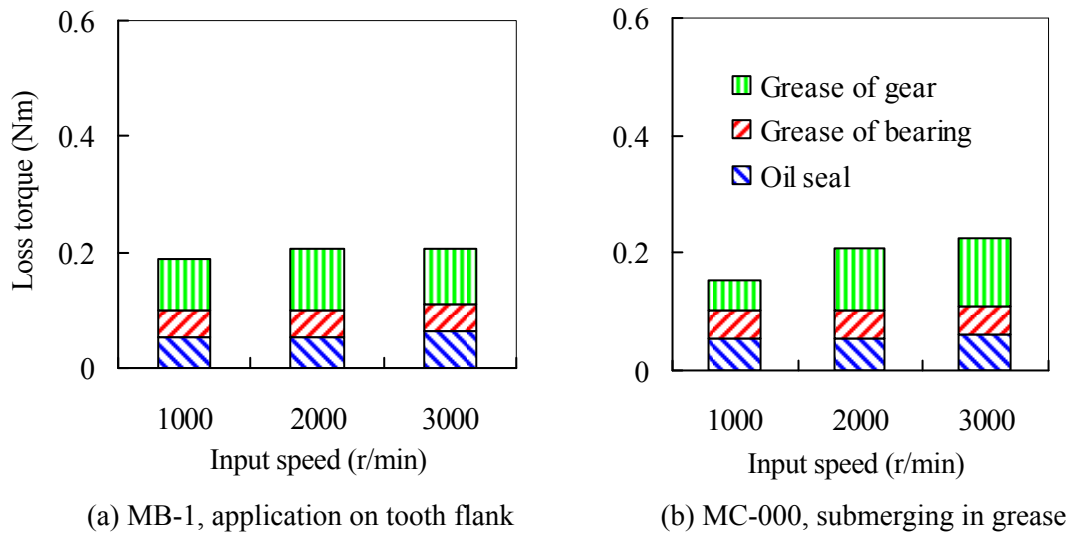 0.6
0.4
0.2
0
Loss torque (Nm)
1000 2000 3000
Input speed (r/min)
(a) MB-1, application on tooth flank
0.6
0.4
0.2
0
Grease of gear
Grease of bearing
Oil seal
1000 2000 3000
Input speed (r/min)
(b) MC-000, submerging in grease